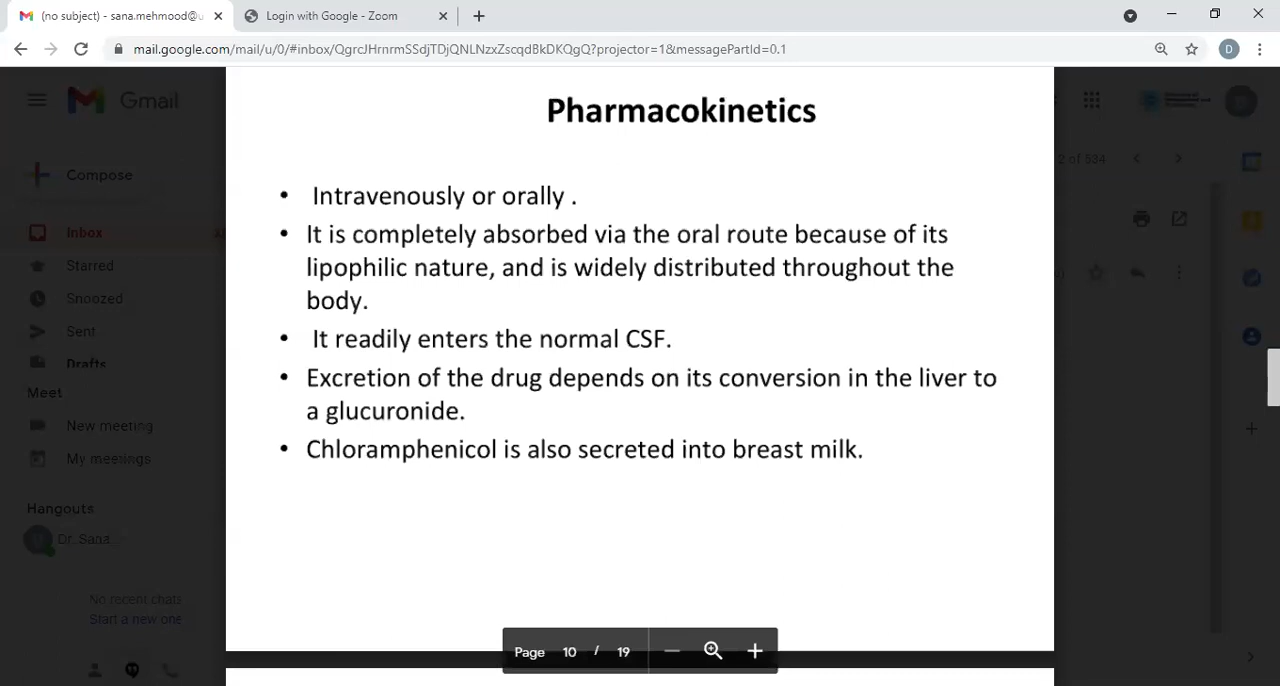 (no subject) - sana.mehmood@u
Login with Google - Zoom
mail.google.com/mail/u/0/#inbox/QgrcJHrnrmSSdjTDjQNLNzxZscqdBkDKQgQ?projector=1&messagePartId=0.1
D
Gmail
Compose
Inbox
Starred
Snoozed
Sent
Drafts
Meet
New meeting
My meetings
Hangouts
Dr. Sana
No recent chats
Start a new one
2 of 534
Pharmacokinetics
• Intravenously or orally .
• It is completely absorbed via the oral route because of its
lipophilic nature, and is widely distributed throughout the
body.
• It readily enters the normal CSF.
• Excretion of the drug depends on its conversion in the liver to
a glucuronide.
• Chloramphenicol is also secreted into breast milk.
Page 10 / 19